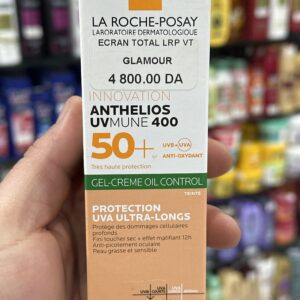 LA ROCHE-POSAY
LABORATOIRE DERMATOLOGIQUE
ECRAN TOTAL LRP VT
GLAMOUR
4 800.00 DA
INNOVATION
ANTHELIOS
UVMUNE 400
50+
SPF
UVB+UVA
ANTI-OXYDANT
Très haute protection
GEL-CREME OIL CONTROL
TEINTÉ
PROTECTION
UVA ULTRA-LONGS
Protège des dommages cellulaires
profonds
Fini toucher sec + effet matifiant 12h
Anti-picotement oculaire
Peau grasse et sensible